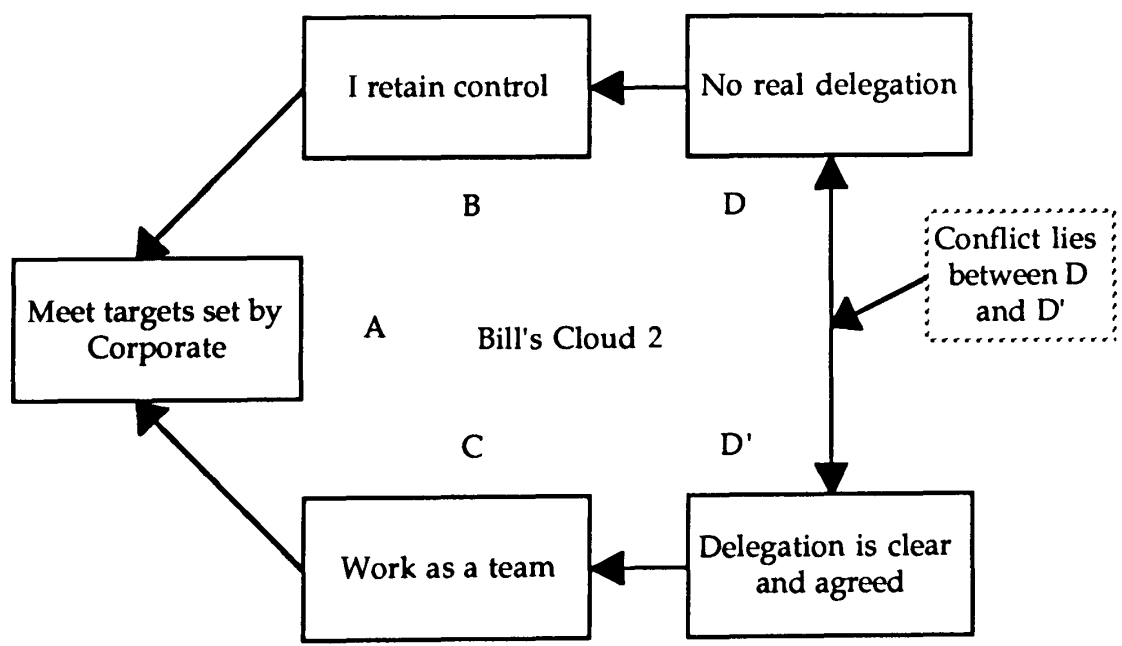 I retain control
No real delegation
B
D
Conflict lies
between D
and D'
Meet targets set by
Corporate
A
Bill's Cloud 2
C
D'
Work as a team
Delegation is clear
and agreed